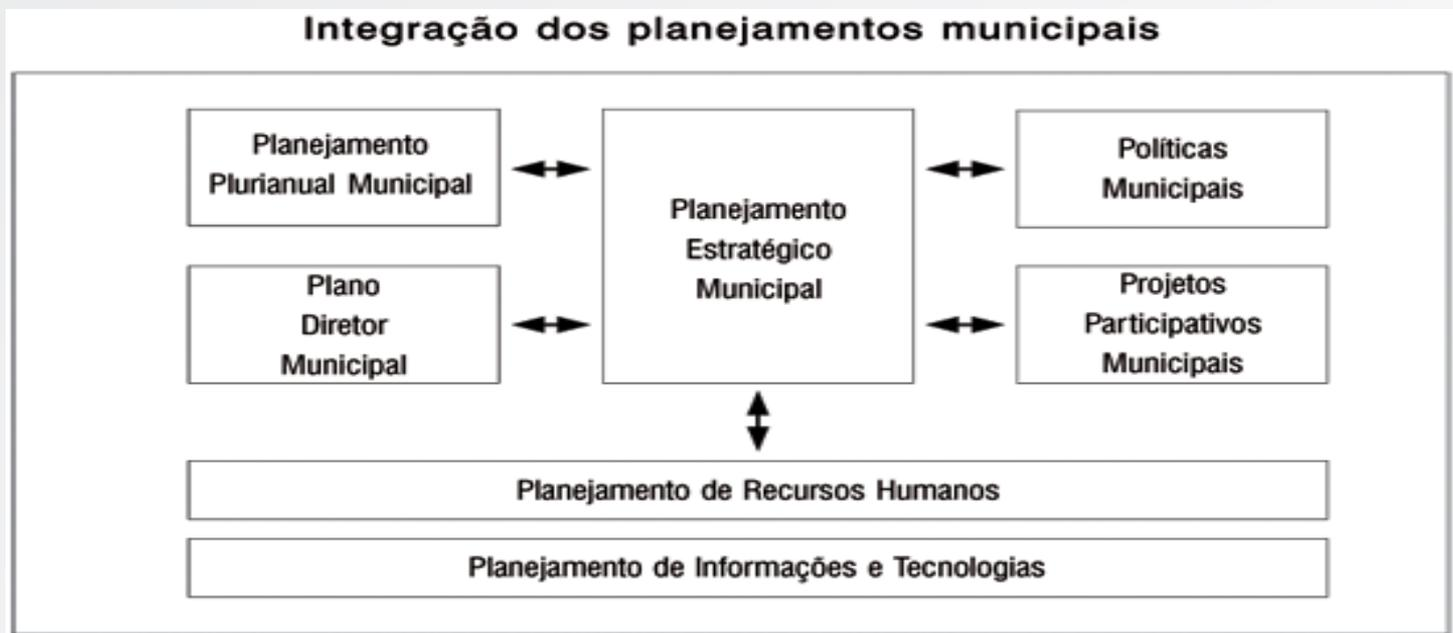 Integração dos planejamentos municipais
Planejamento
Plurianual Municipal
Plano
Diretor
Municipal
Planejamento
Estratégico
Municipal
Políticas
Municipais
Projetos
Participativos
Municipais
Planejamento de Recursos Humanos
Planejamento de Informações e Tecnologias